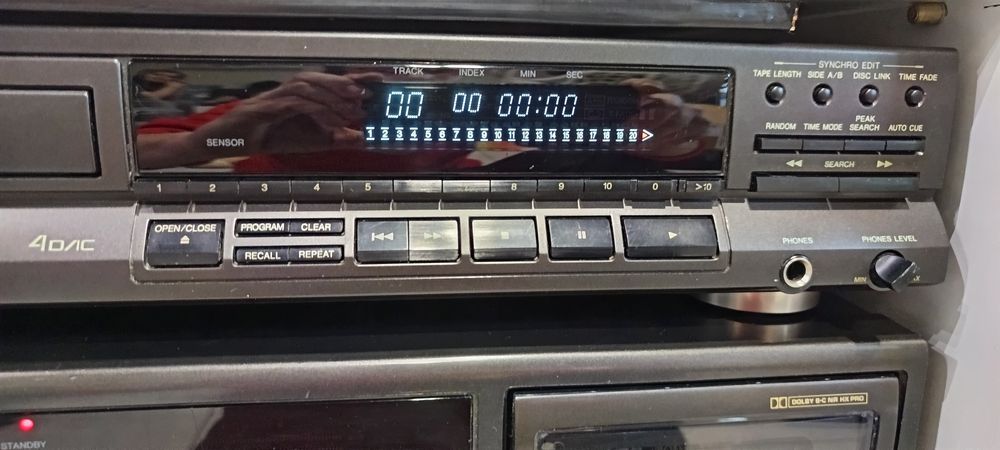 TRACK INDEX MIN SEC
00 00 00:00
1 2 3 4 5 6 7 8 9 10 11 12 13 14 15 16 17 18 19 20
SENSOR
SYNCHRO EDIT
TAPE LENGTH SIDE A/B DISC LINK TIME FADE
RANDOM TIME MODE PEAK SEARCH AUTO CUE
SEARCH
1 2 3 4 5 8 9 10 0 >10
4DAC
OPEN/CLOSE
PROGRAM CLEAR
RECALL REPEAT
PHONES
PHONES LEVEL
MIN
STANDBY
DOLBY B·C NR HX PRO